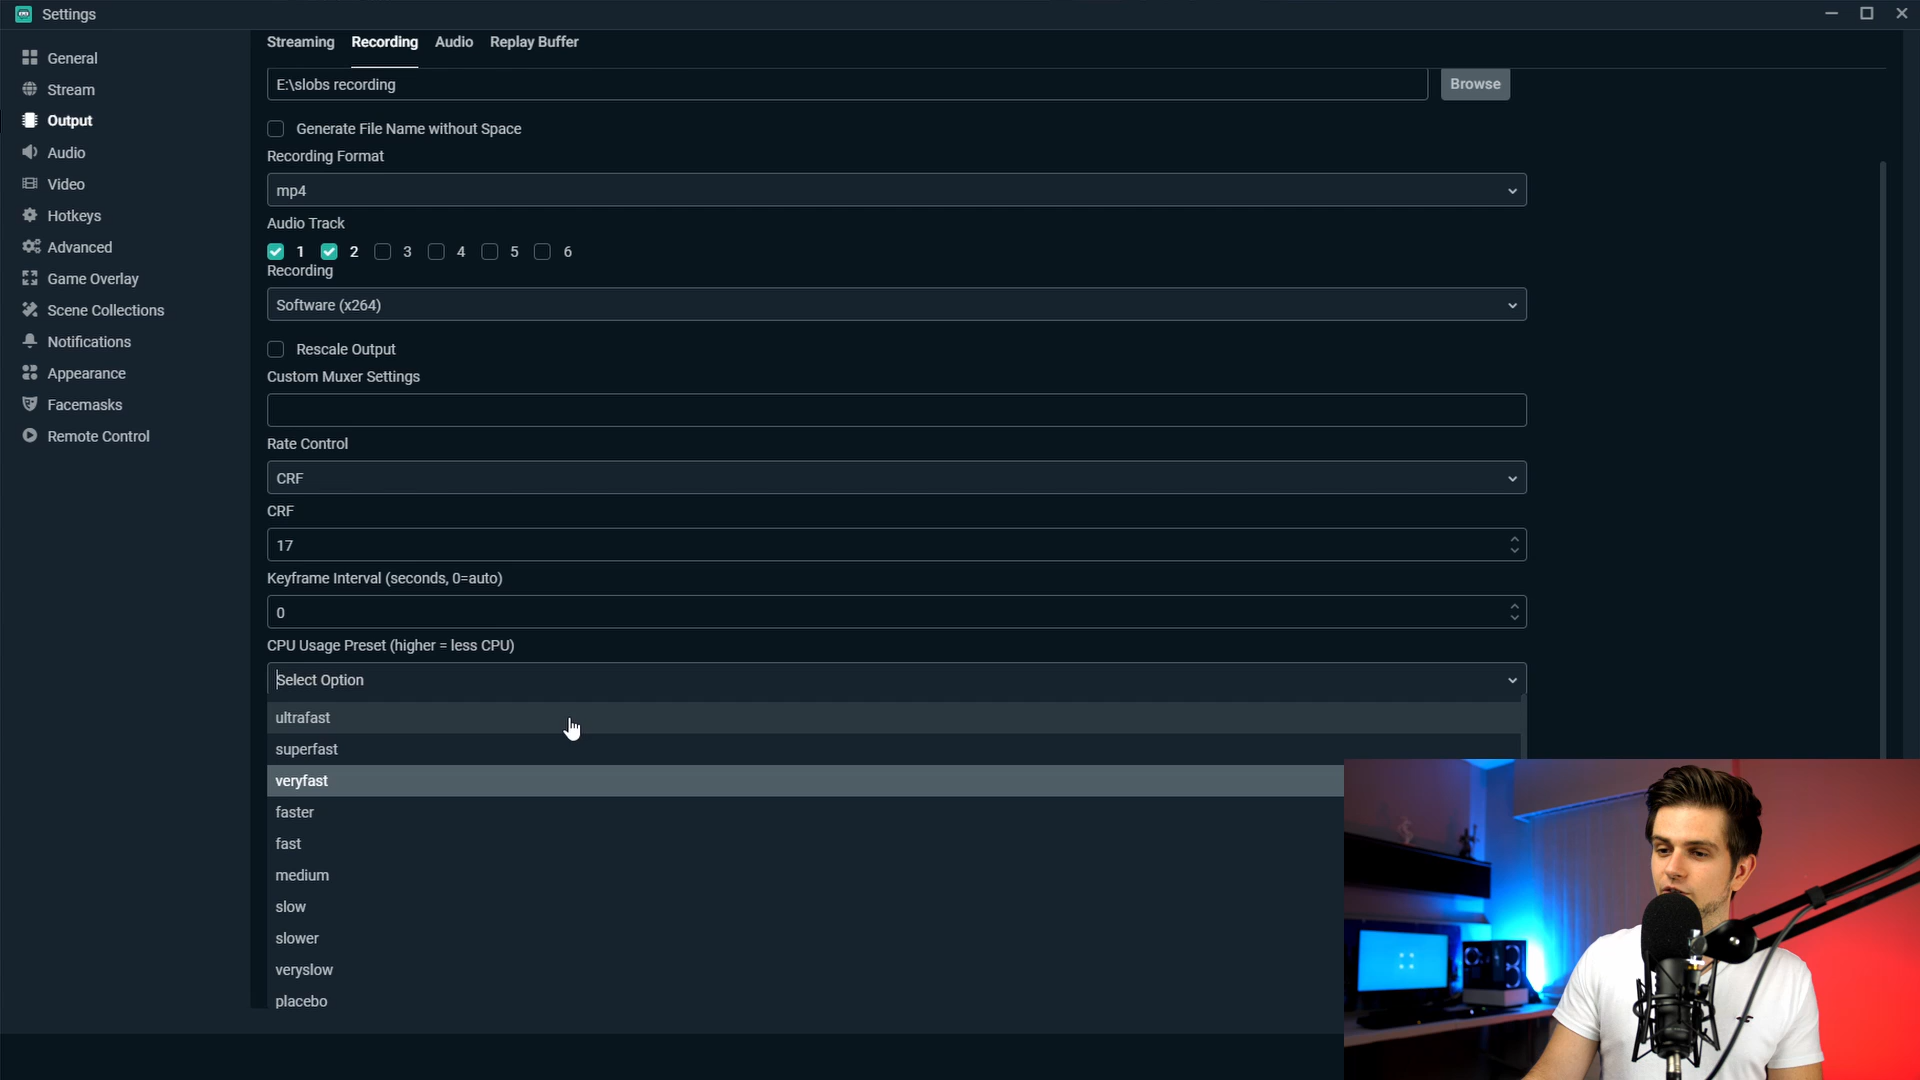 Settings
General
Stream
Output
Audio
Video
Hotkeys
Advanced
Game Overlay
Scene Collections
Notifications
Appearance
Facemasks
Remote Control
Streaming Recording Audio Replay Buffer
E:\slobs recording Browse
Generate File Name without Space
Recording Format
mp4
Audio Track
1 2 3 4 5 6
Recording
Software (x264)
Rescale Output
Custom Muxer Settings
Rate Control
CRF
CRF
17
Keyframe Interval (seconds, 0=auto)
0
CPU Usage Preset (higher = less CPU)
Select Option
ultrafast
superfast
veryfast
faster
fast
medium
slow
slower
veryslow
placebo